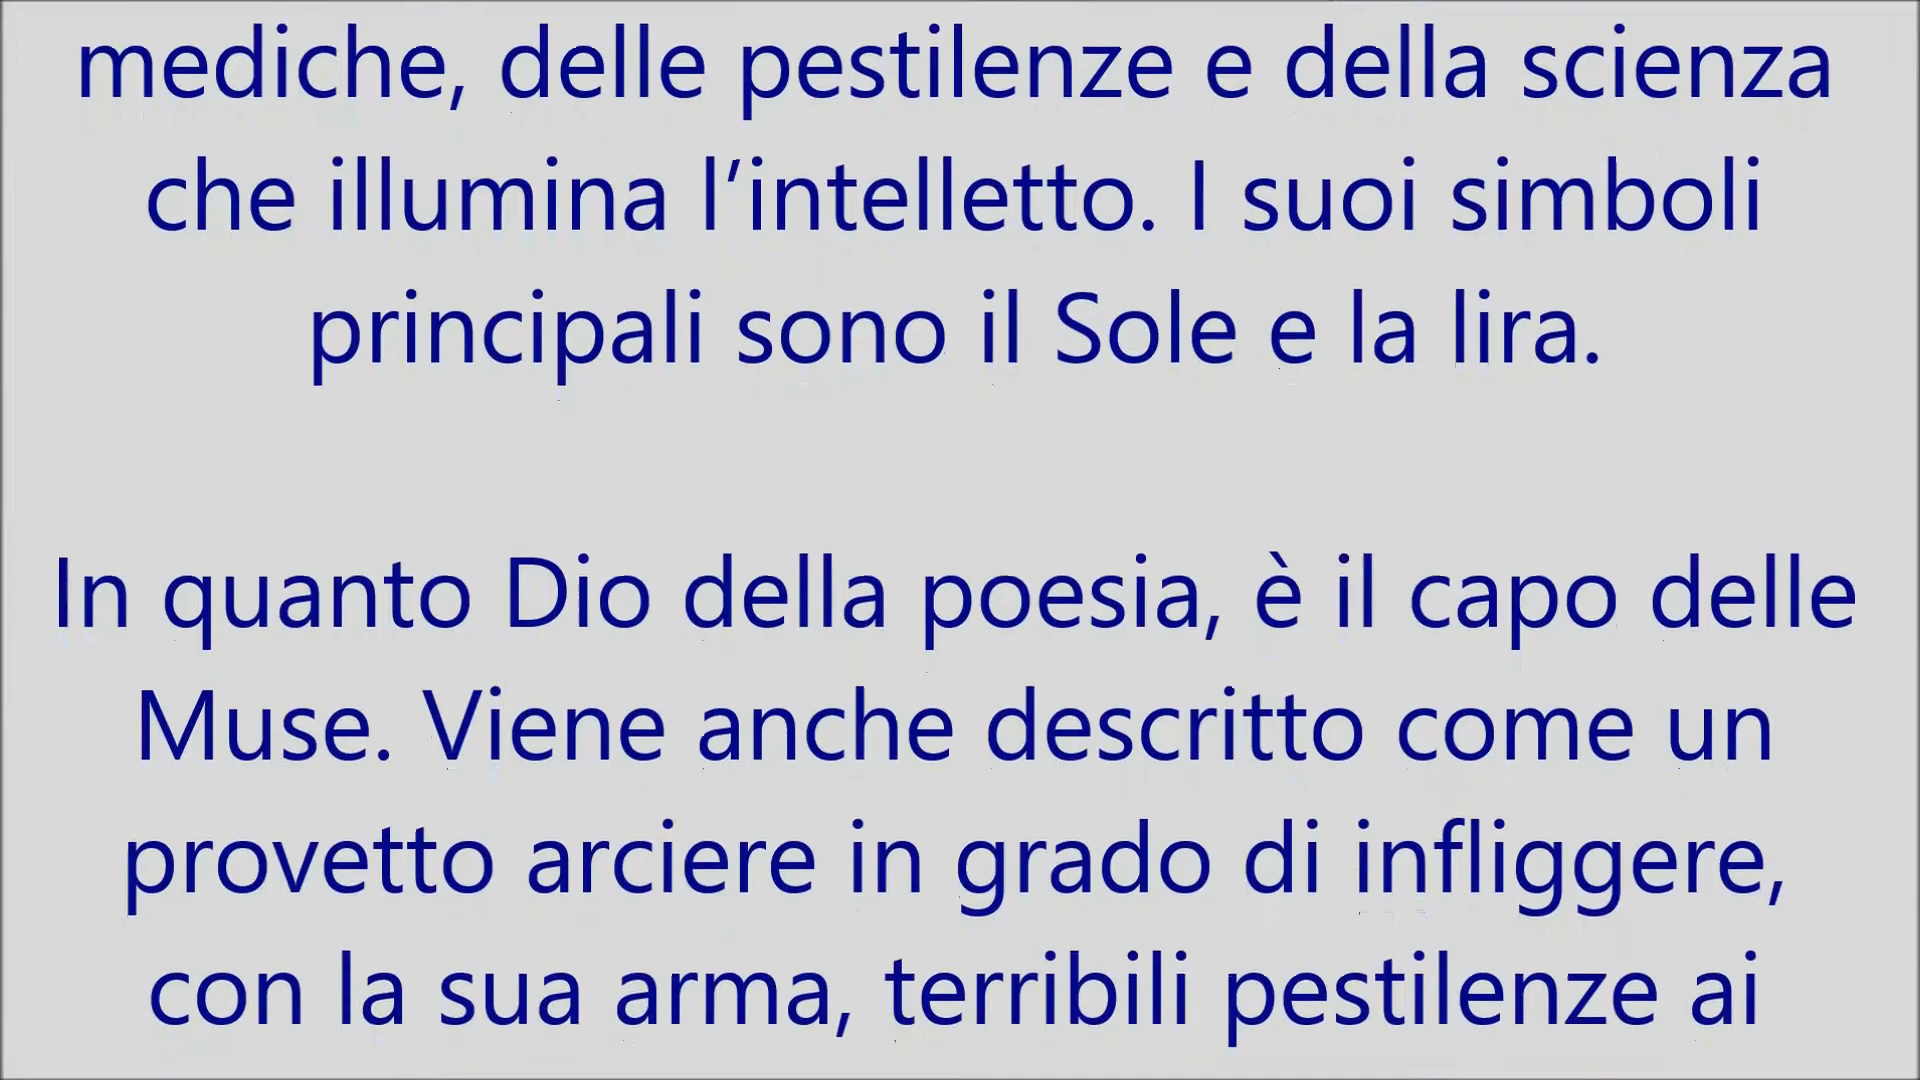 mediche, delle pestilenze e della scienza
che illumina l’intelletto. I suoi simboli
principali sono il Sole e la lira.
In quanto Dio della poesia, è il capo delle
Muse. Viene anche descritto come un
provetto arciere in grado di infliggere,
con la sua arma, terribili pestilenze ai